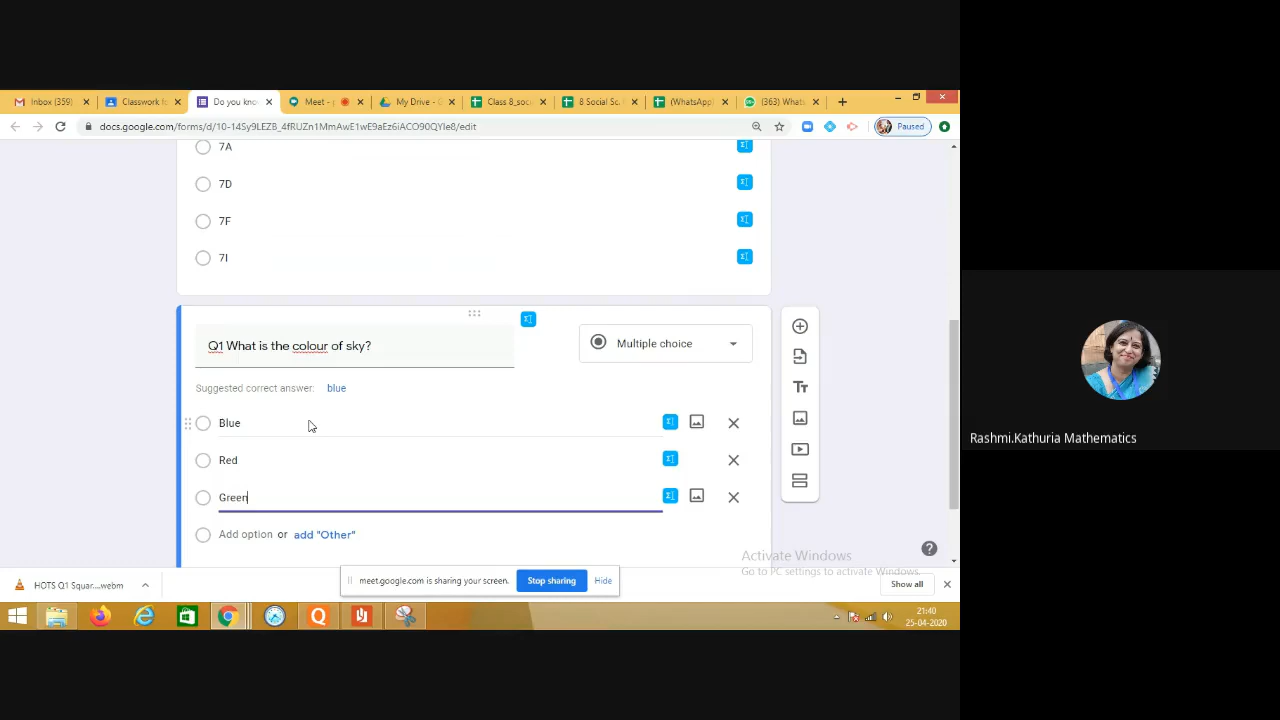 Inbox (359)
Classwork fo
Do you kno
Meet -
My Drive - G
Class 8_soci
8 Social Sc.
(WhatsApp
(363) Whats
docs.google.com/forms/d/10-14Sy9LEZB_4fRUZn1MmAwE1wE9aEz6iACO90QYle8/edit
Paused
7A
7D
7F
7I
Q1 What is the colour of sky?
Multiple choice
Suggested correct answer: blue
Blue
Red
Green
Add option or add "Other"
Activate Windows
Go to PC settings to activate Windows.
HOTS Q1 Squar....webm
meet.google.com is sharing your screen.
Stop sharing
Hide
Show all
21:40
25-04-2020
Rashmi.Kathuria Mathematics